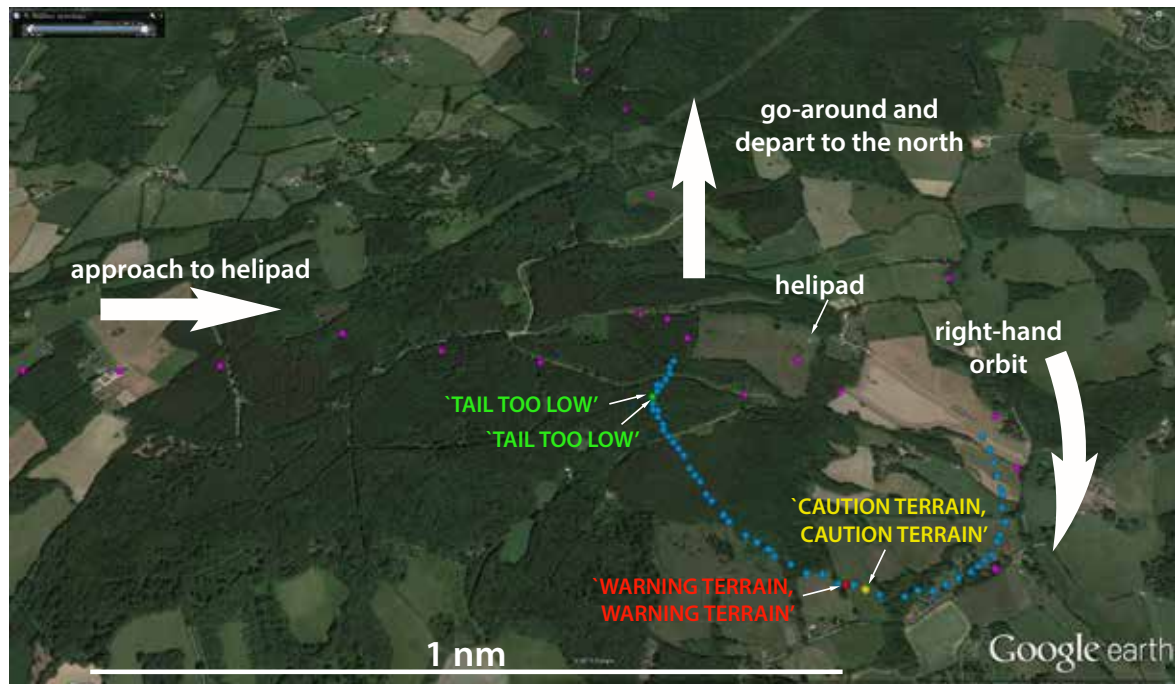 go-around and
depart to the north
approach to helipad
helipad
right-hand
orbit
`TAIL TOO LOW’
`TAIL TOO LOW’
`CAUTION TERRAIN,
CAUTION TERRAIN’
`WARNING TERRAIN,
WARNING TERRAIN’
1 nm
Google earth